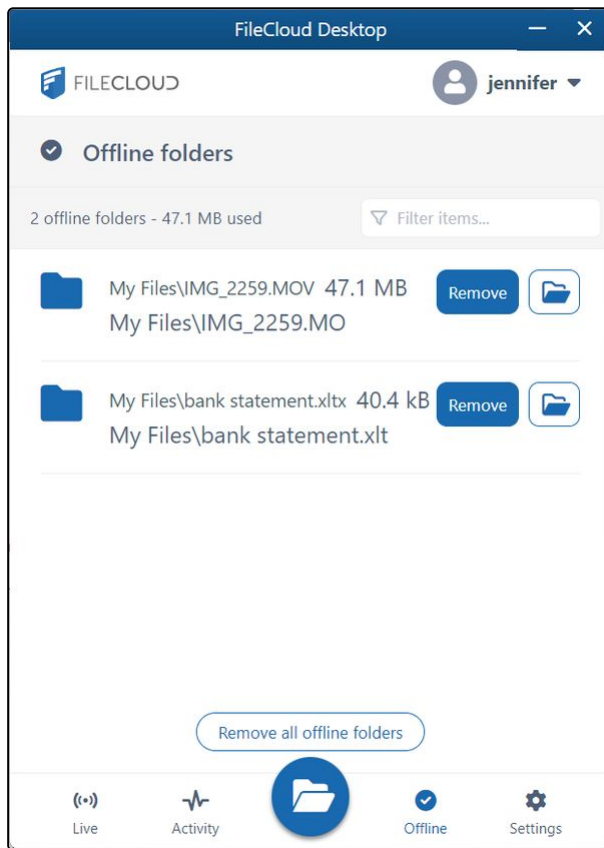 FileCloud Desktop
FILECLOUD
jennifer
Offline folders
2 offline folders - 47.1 MB used
Filter items...
My Files\IMG_2259.MOV 47.1 MB
Remove
My Files\IMG_2259.MO
My Files\bank statement.xltx 40.4 kB
Remove
My Files\bank statement.xlt
Remove all offline folders
Live
Activity
Offline
Settings